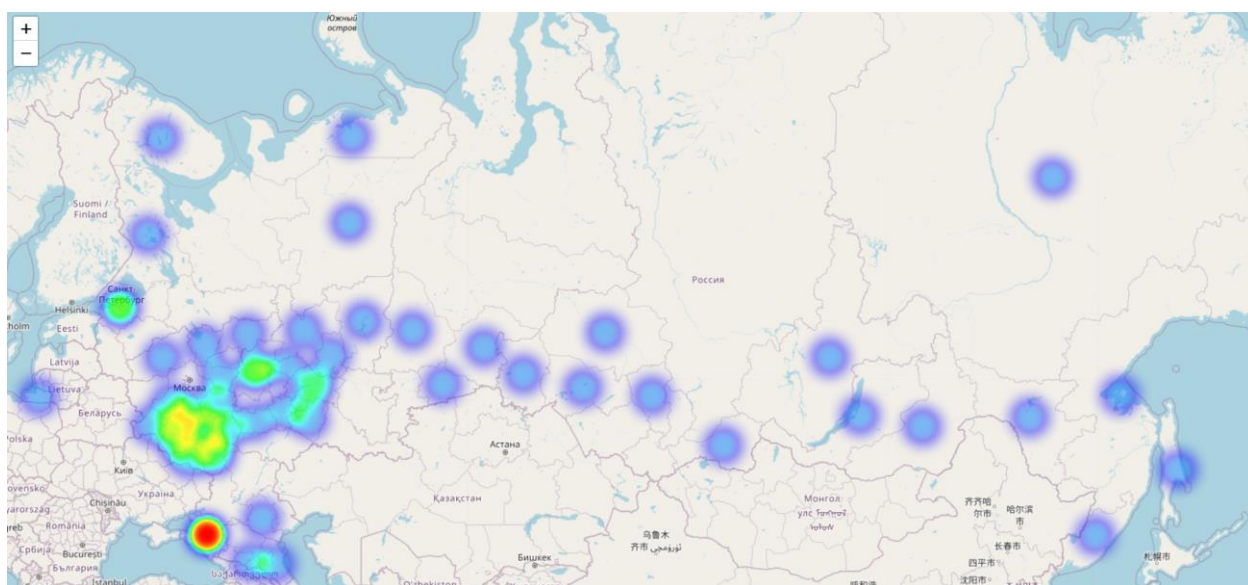 +
−
Южный
остров
Suomi /
Finland
Санкт-
Петербург
Helsinki
Eesti
Latvija
Lietuva
Москва
Беларусь
Polska
Київ
Україна
Chișinău
România
București
Србија
България
Istanbul
Россия
Астана
Қазақстан
Бишкек
O'zbekiston
乌鲁木
齐市
Монгол
улс
齐齐哈
尔市
哈尔滨
市
长春市
四平市
沈阳市
札幌市